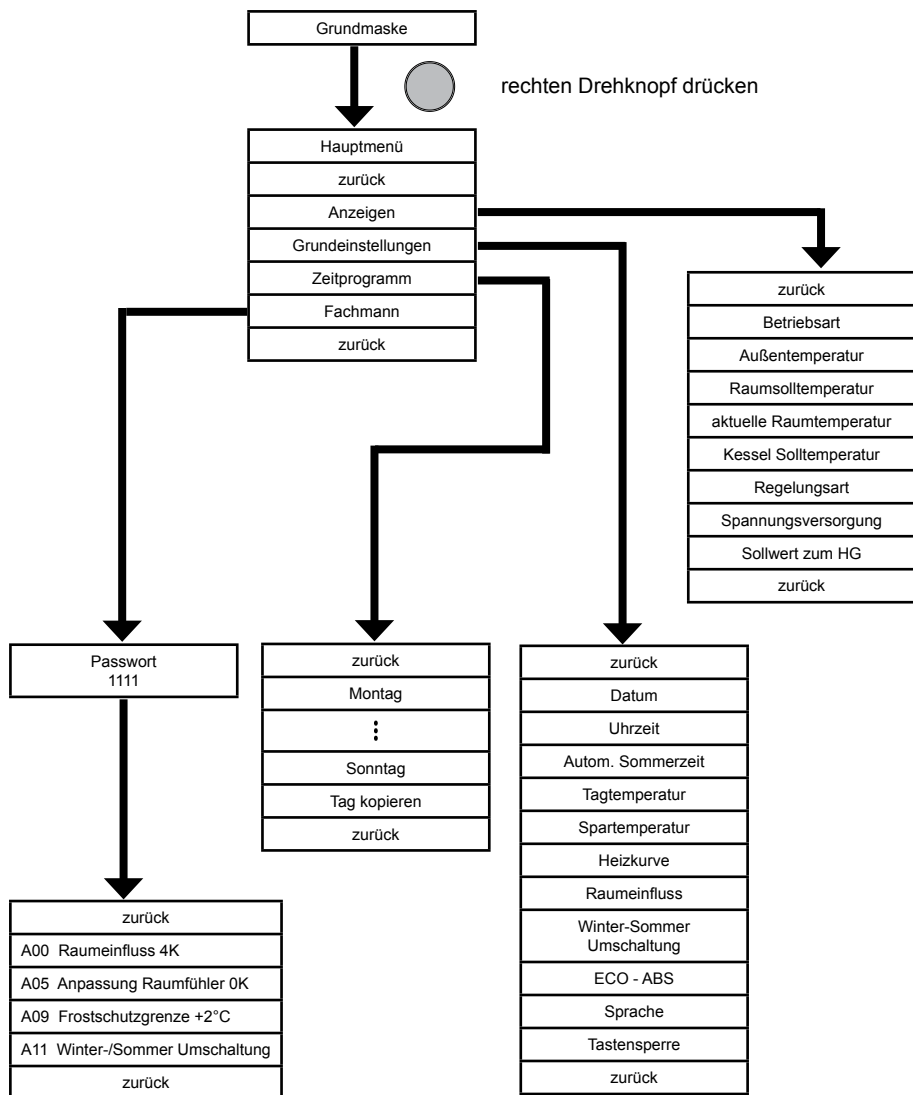 Grundmaske
rechten Drehknopf drücken
Hauptmenü
zurück
Anzeigen
Grundeinstellungen
Zeitprogramm
Fachmann
zurück
zurück
Betriebsart
Außentemperatur
Raumsolltemperatur
aktuelle Raumtemperatur
Kessel Solltemperatur
Regelungsart
Spannungsversorgung
Sollwert zum HG
zurück
Passwort
1111
zurück
A00 Raumeinfluss 4K
A05 Anpassung Raumfühler 0K
A09 Frostschutzgrenze +2°C
A11 Winter-/Sommer Umschaltung
zurück
zurück
Montag
Sonntag
Tag kopieren
zurück
zurück
Datum
Uhrzeit
Autom. Sommerzeit
Tagtemperatur
Spartemperatur
Heizkurve
Raumeinfluss
Winter-Sommer
Umschaltung
ECO - ABS
Sprache
Tastensperre
zurück